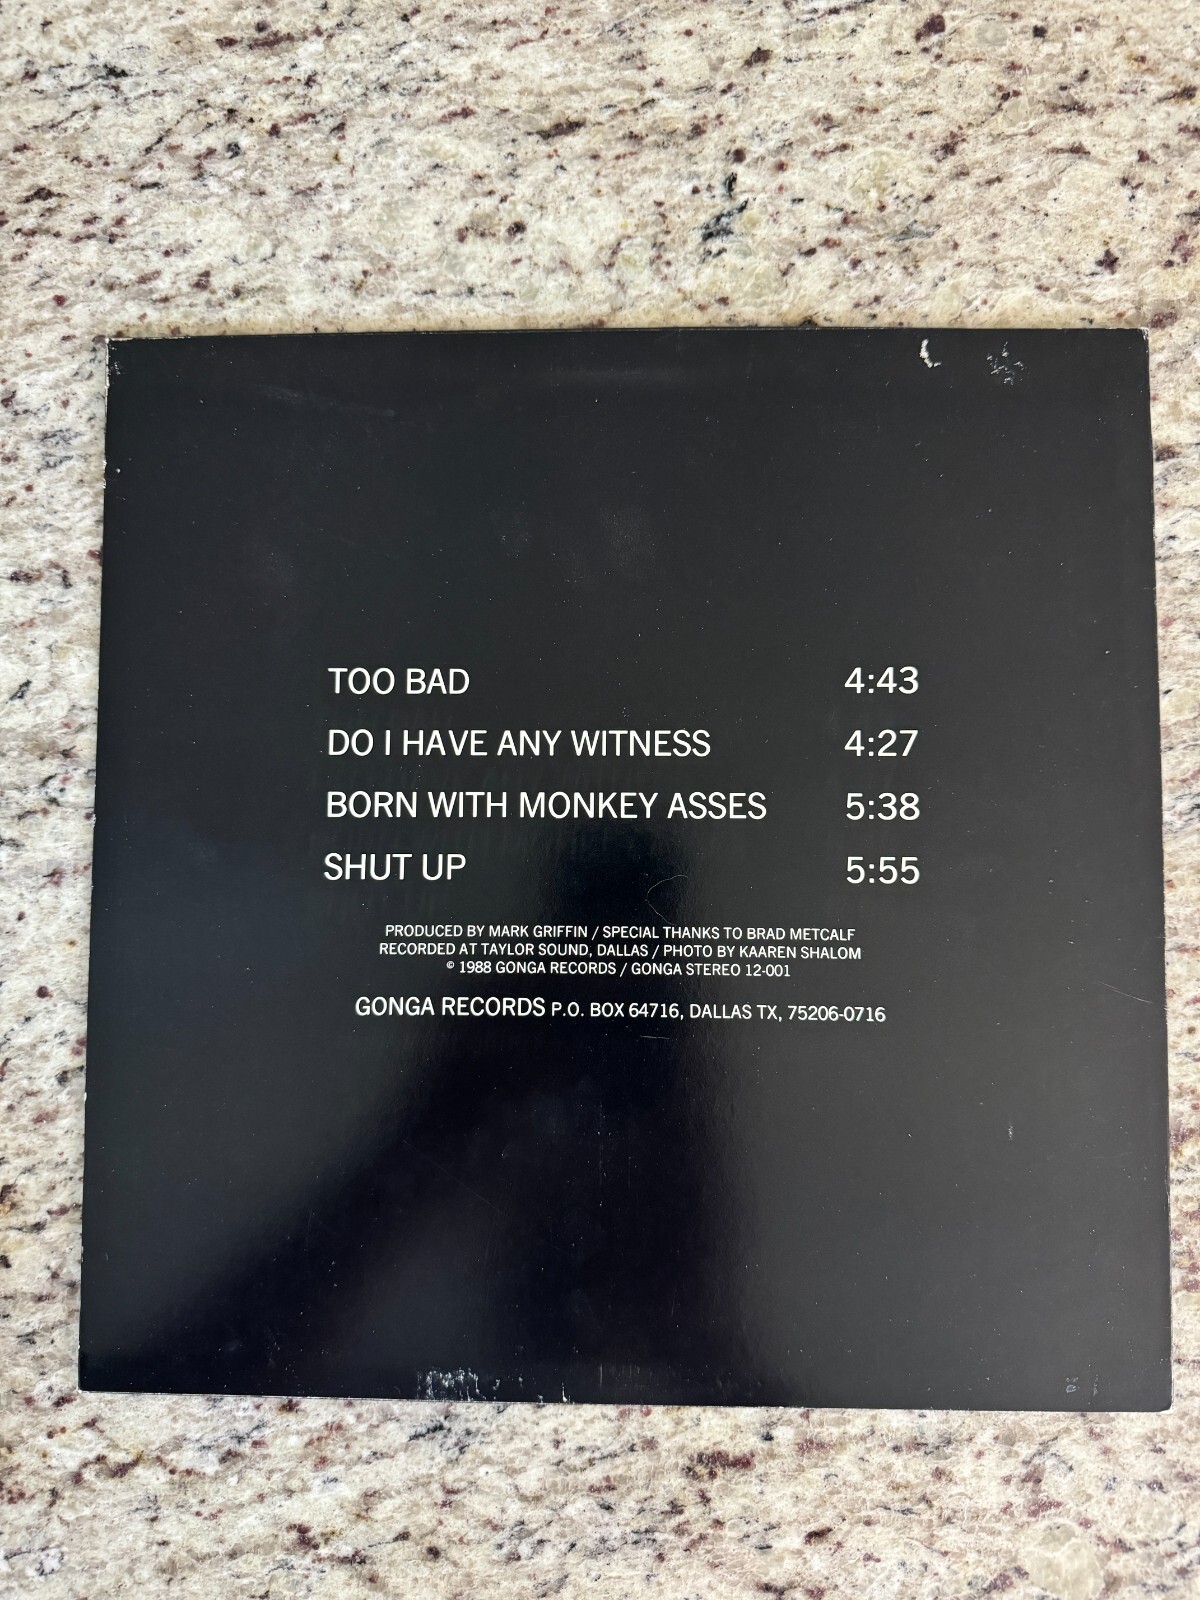 TOO BAD 4:43
DO I HAVE ANY WITNESS 4:27
BORN WITH MONKEY ASSES 5:38
SHUT UP 5:55
PRODUCED BY MARK GRIFFIN / SPECIAL THANKS TO BRAD METCALF
RECORDED AT TAYLOR SOUND, DALLAS / PHOTO BY KAAREN SHALOM
© 1988 GONGA RECORDS / GONGA STEREO 12-001
GONGA RECORDS P.O. BOX 64716, DALLAS TX, 75206-0716